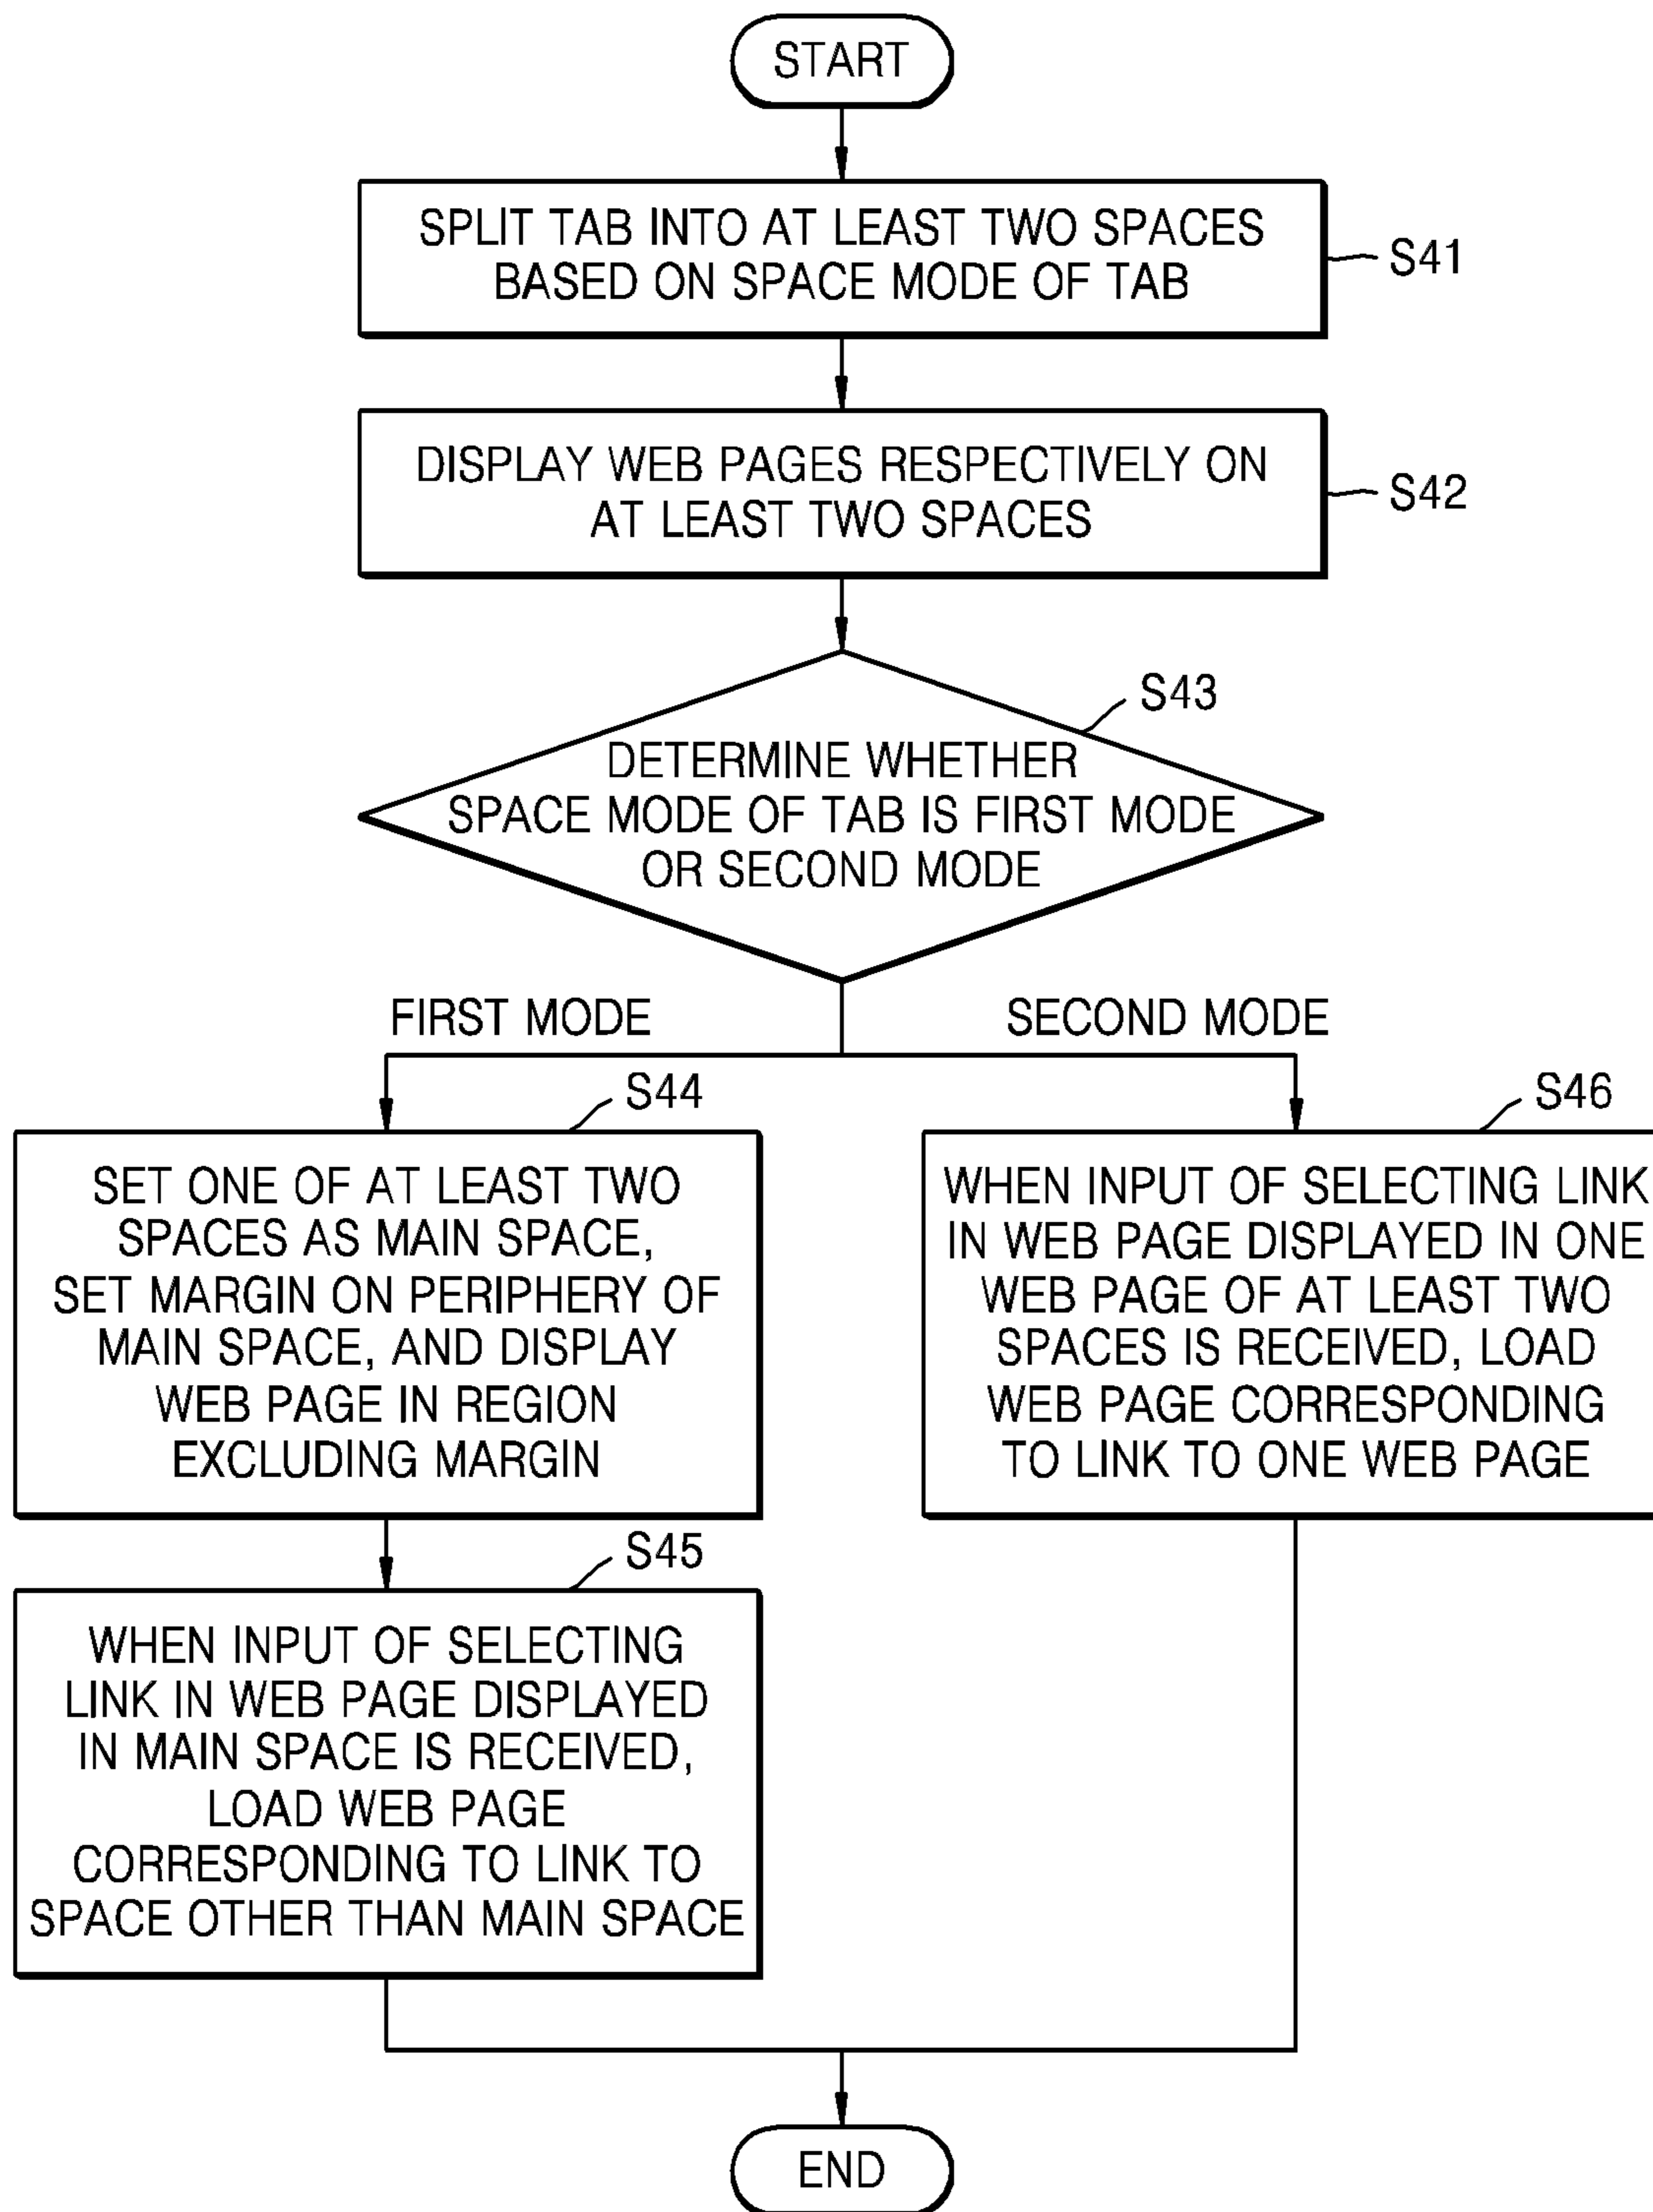 START
SPLIT TAB INTO AT LEAST TWO SPACES
BASED ON SPACE MODE OF TAB
S41
DISPLAY WEB PAGES RESPECTIVELY ON
AT LEAST TWO SPACES
S42
S43
DETERMINE WHETHER
SPACE MODE OF TAB IS FIRST MODE
OR SECOND MODE
FIRST MODE
SECOND MODE
S44
SET ONE OF AT LEAST TWO
SPACES AS MAIN SPACE,
SET MARGIN ON PERIPHERY OF
MAIN SPACE, AND DISPLAY
WEB PAGE IN REGION
EXCLUDING MARGIN
S46
WHEN INPUT OF SELECTING LINK
IN WEB PAGE DISPLAYED IN ONE
WEB PAGE OF AT LEAST TWO
SPACES IS RECEIVED, LOAD
WEB PAGE CORRESPONDING
TO LINK TO ONE WEB PAGE
S45
WHEN INPUT OF SELECTING
LINK IN WEB PAGE DISPLAYED
IN MAIN SPACE IS RECEIVED,
LOAD WEB PAGE
CORRESPONDING TO LINK TO
SPACE OTHER THAN MAIN SPACE
END